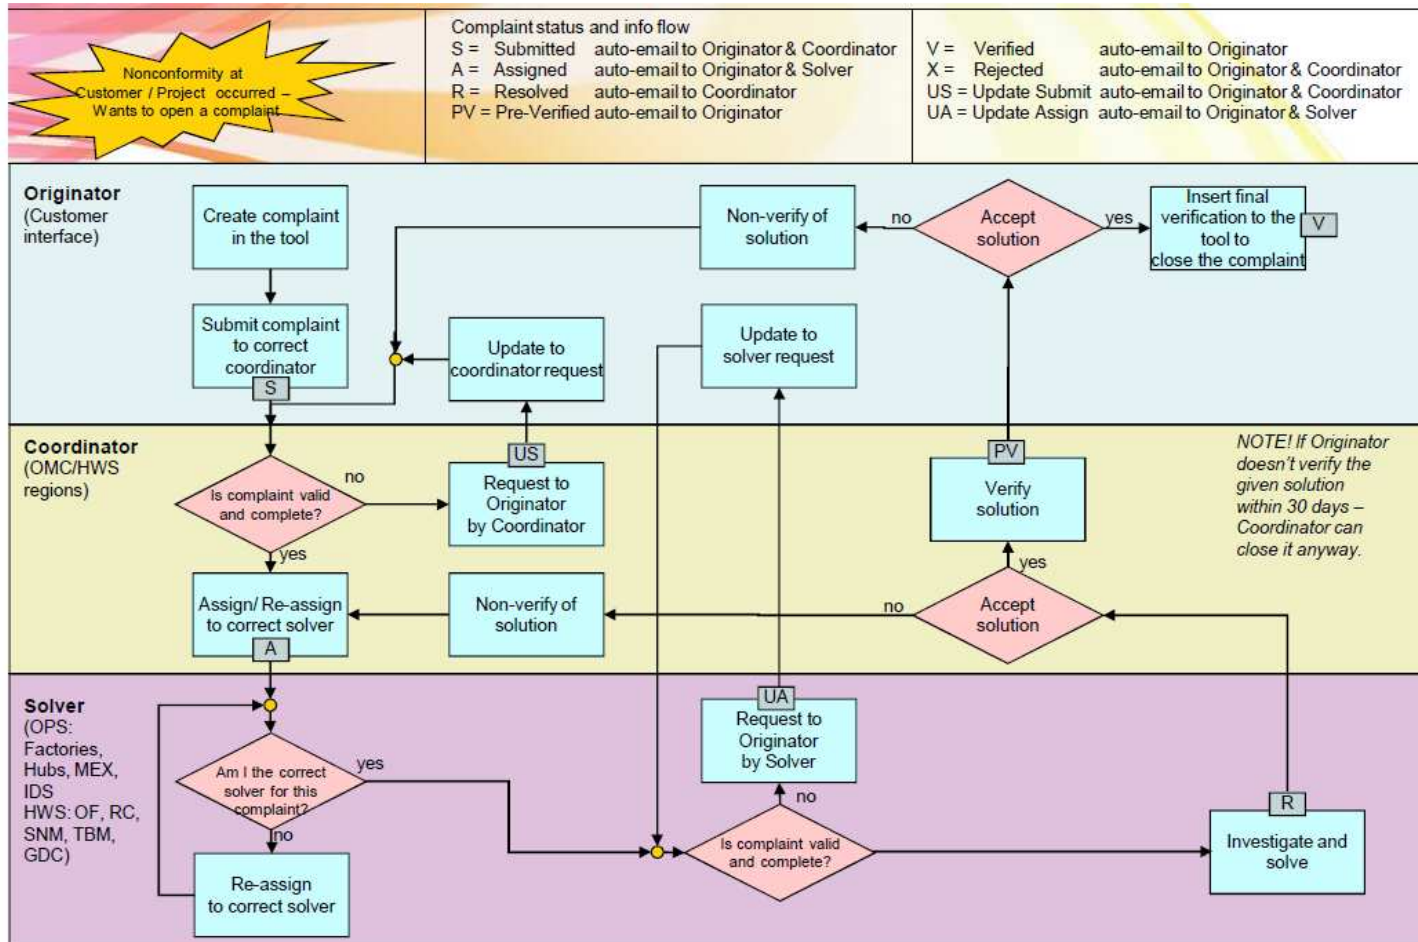 Nonconformity at
Customer / Project occurred –
Wants to open a complaint
Complaint status and info flow
S = Submitted auto-email to Originator & Coordinator
A = Assigned auto-email to Originator & Solver
R = Resolved auto-email to Coordinator
PV = Pre-Verified auto-email to Originator
V = Verified auto-email to Originator
X = Rejected auto-email to Originator & Coordinator
US = Update Submit auto-email to Originator & Coordinator
UA = Update Assign auto-email to Originator & Solver
Originator
(Customer
interface)
Create complaint
in the tool
Submit complaint
to correct
coordinator
S
Update to
coordinator request
Non-verify of
solution
no
Accept
solution
yes
Insert final
verification to the
tool to
close the complaint
V
Update to
solver request
Coordinator
(OMC/HWS
regions)
Is complaint valid
and complete?
no
yes
US
Request to
Originator
by Coordinator
Assign/ Re-assign
to correct solver
A
Non-verify of
solution
no
Accept
solution
yes
PV
Verify
solution
NOTE! If Originator
doesn't verify the
given solution
within 30 days –
Coordinator can
close it anyway.
Solver
(OPS:
Factories,
Hubs, MEX,
IDS
HWS: OF, RC,
SNM, TBM,
GDC)
Am I the correct
solver for this
complaint?
yes
no
Re-assign
to correct solver
UA
Request to
Originator
by Solver
no
Is complaint valid
and complete?
R
Investigate and
solve